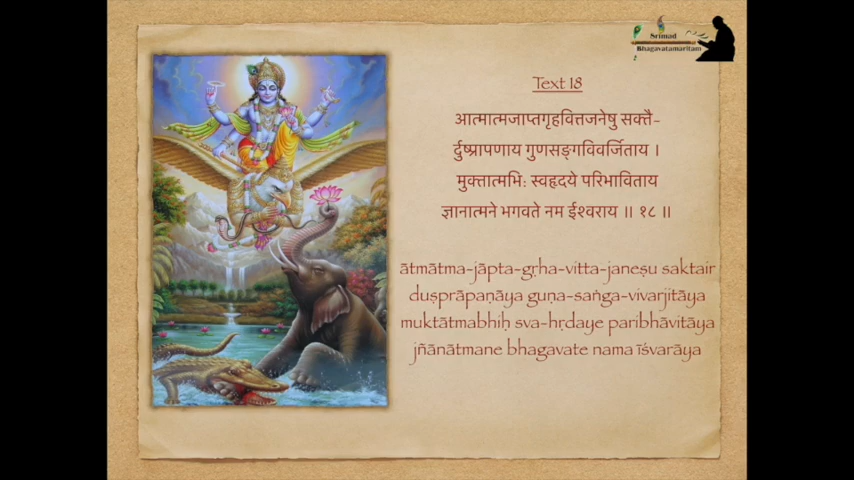 Srimad
Bhagavatamaritam
Text 18
आत्मात्मजाप्तगृहवित्तजनेषु सक्तै-
र्दुष्प्रापणाय गुणसङ्गविवर्जिताय ।
मुक्तात्मभिः स्वहृदये परिभाविताय
ज्ञानात्मने भगवते नम ईश्वराय ॥ १८ ॥
ātmātma-jāpta-gṛha-vitta-janeṣu saktair
duṣprāpaṇāya guṇa-saṅga-vivarjitāya
muktātmabhiḥ sva-hṛdaye paribhāvitāya
jñānātmane bhagavate nama īśvarāya